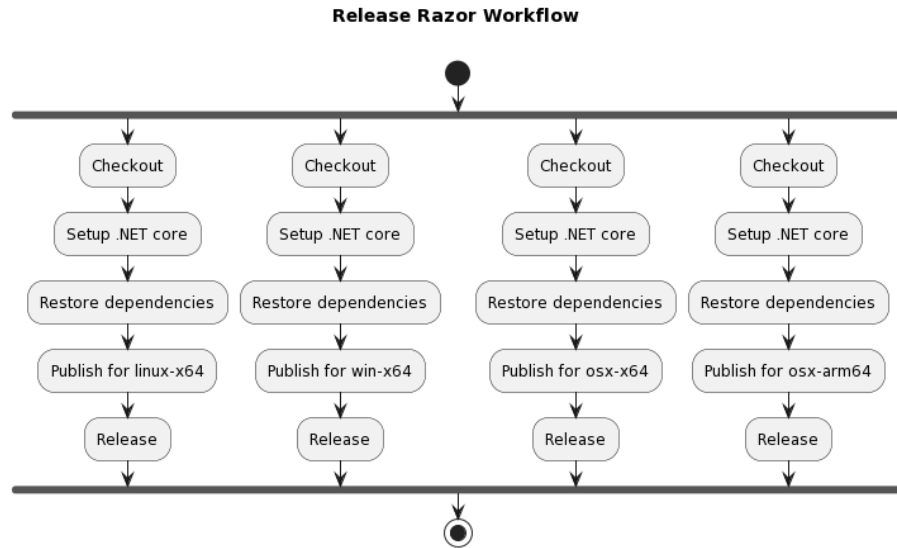 Release Razor Workflow
Checkout
Checkout
Checkout
Checkout
Setup .NET core
Setup .NET core
Setup .NET core
Setup .NET core
Restore dependencies
Restore dependencies
Restore dependencies
Restore dependencies
Publish for linux-x64
Publish for win-x64
Publish for osx-x64
Publish for osx-arm64
Release
Release
Release
Release